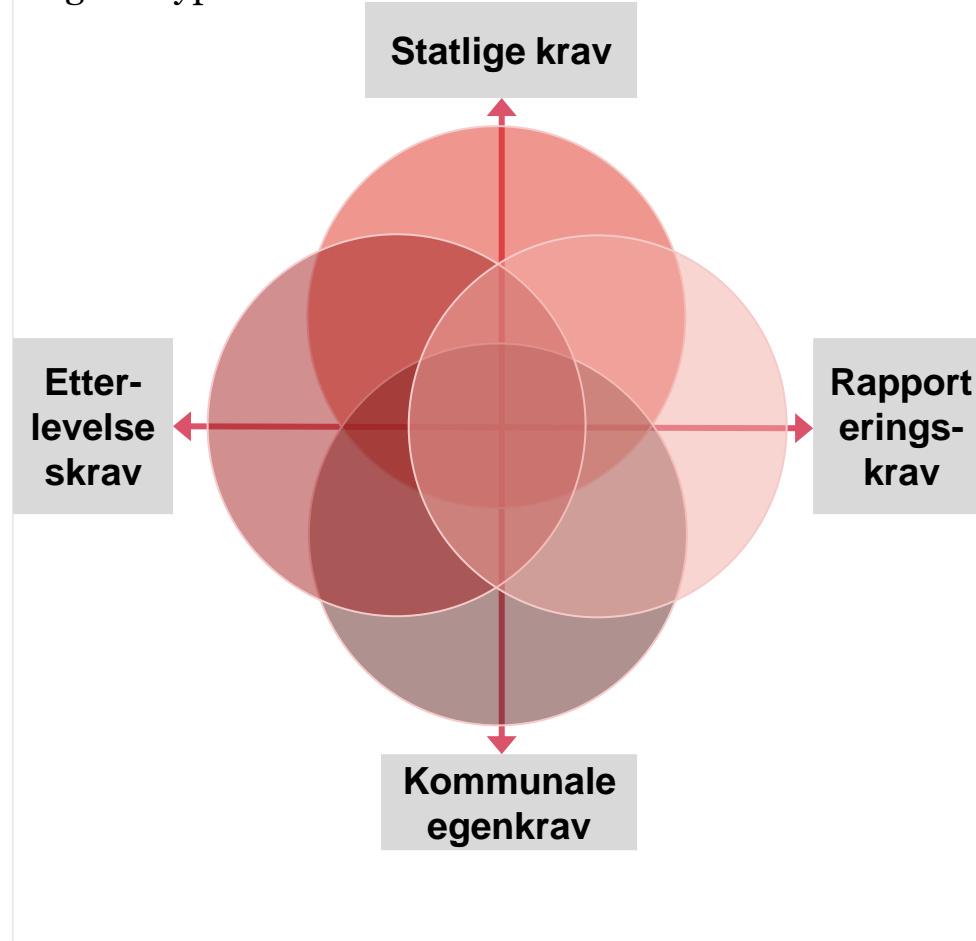 Statlige krav
Etter-
levelse
skrav
Rapport
erings-
krav
Kommunale
egenkrav